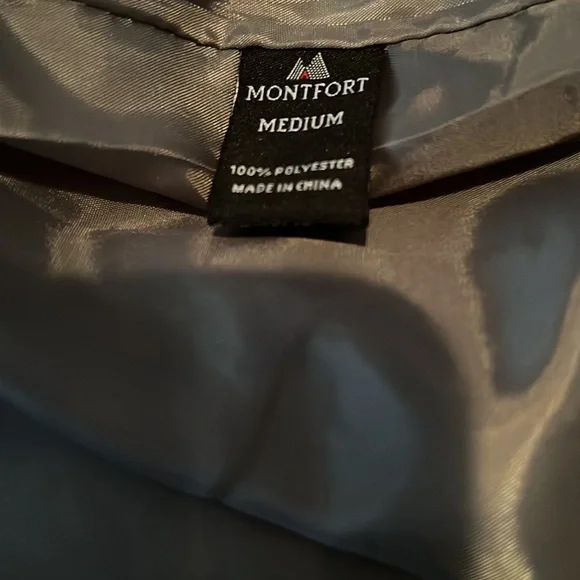 MONTFORT
MEDIUM
100% POLYESTER
MADE IN CHINA